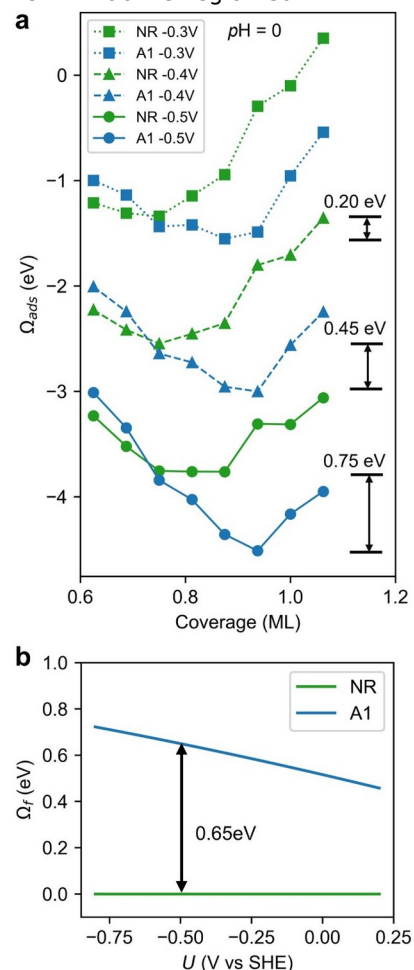 a
NR -0.3V
A1 -0.3V
NR -0.4V
A1 -0.4V
NR -0.5V
A1 -0.5V
pH = 0
0
−1
−2
−3
−4
Ω_ads (eV)
0.20 eV
0.45 eV
0.75 eV
0.6 0.8 1.0 1.2
Coverage (ML)
b
NR
A1
1.0
0.8
0.6
0.4
0.2
0.0
Ω_f (eV)
0.65eV
−0.75 −0.50 −0.25 0.00 0.25
U (V vs SHE)